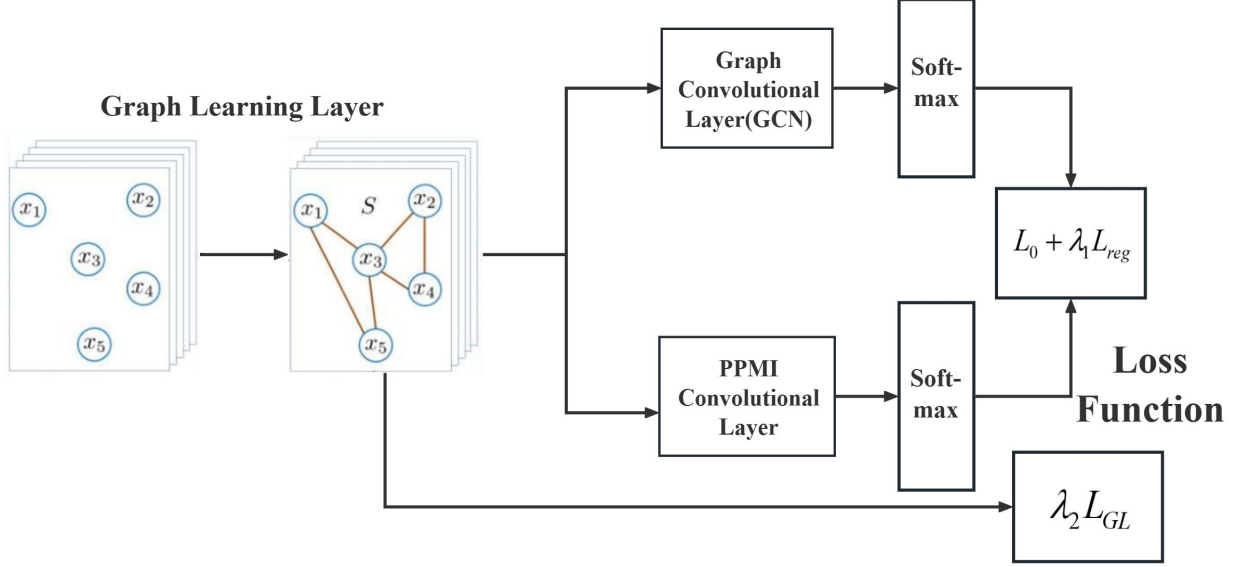 Graph Learning Layer
x1
x2
x3
x4
x5
S
x1
x2
x3
x4
x5
Graph
Convolutional
Layer(GCN)
Soft-
max
PPMI
Convolutional
Layer
Soft-
max
L0 + λ1Lreg
Loss
Function
λ2LGL